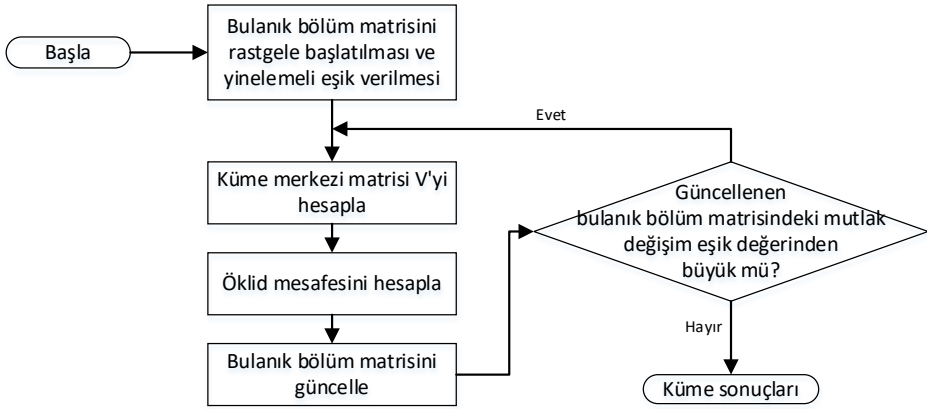 Başla
Bulanık bölüm matrisini
rastgele başlatılması ve
yinelemeli eşik verilmesi
Evet
Küme merkezi matrisi V'yi
hesapla
Öklid mesafesini hesapla
Bulanık bölüm matrisini
güncelle
Güncellenen
bulanık bölüm matrisindeki mutlak
değişim eşik değerinden
büyük mü?
Hayır
Küme sonuçları